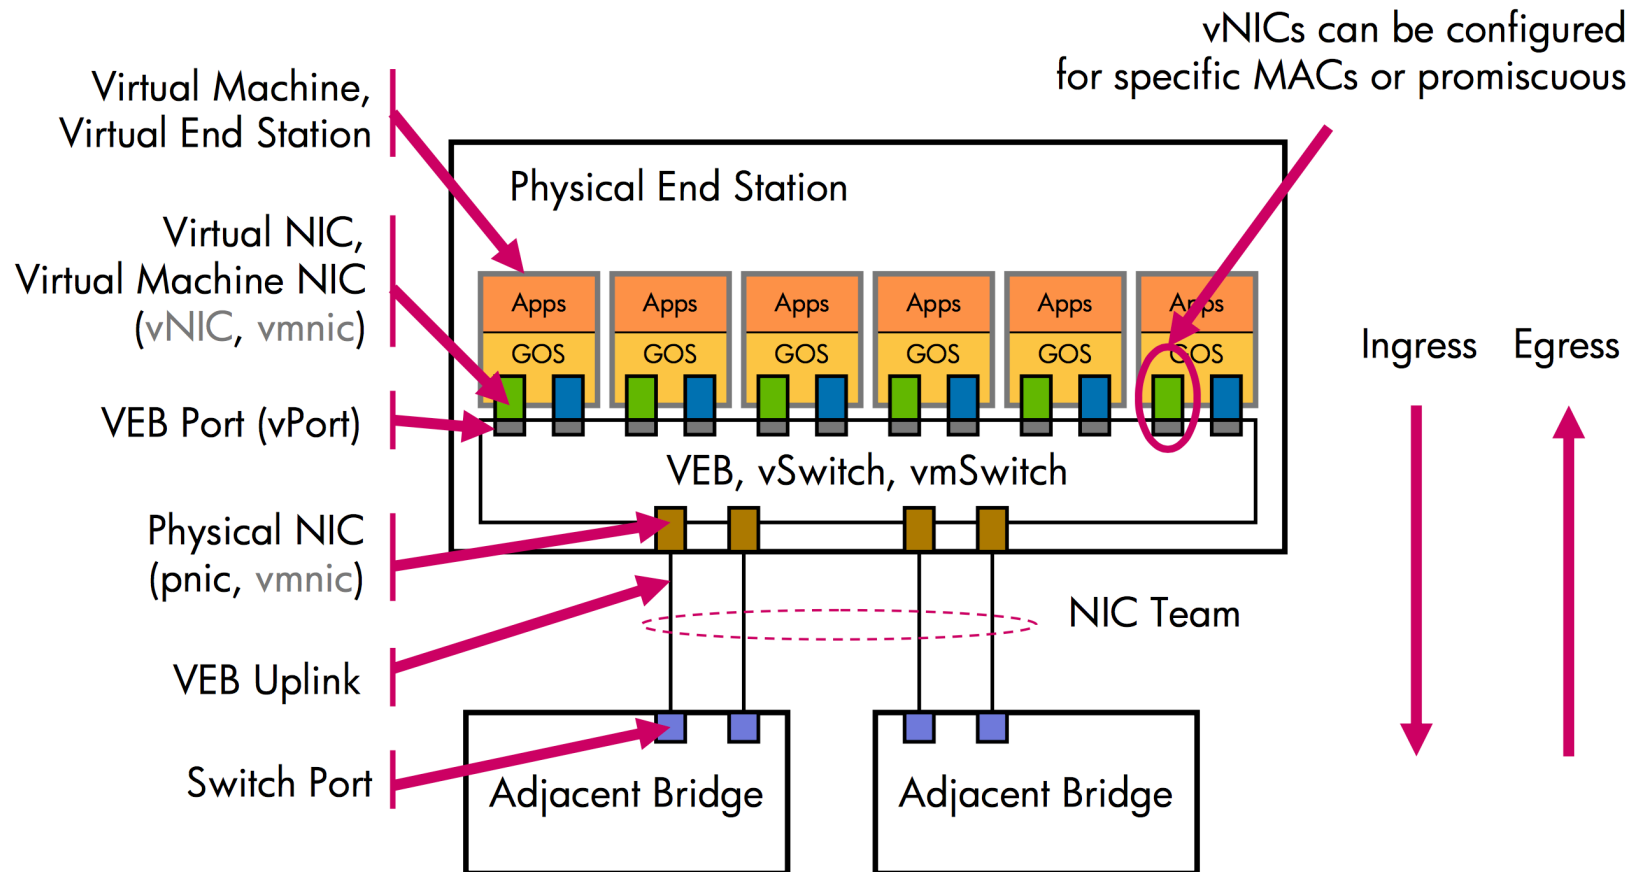 vNICs can be configured
for specific MACs or promiscuous
Virtual Machine,
Virtual End Station
Physical End Station
Virtual NIC,
Virtual Machine NIC
(vNIC, vmnic)
Apps
Apps
Apps
Apps
Apps
Apps
GOS
GOS
GOS
GOS
GOS
GOS
Ingress
Egress
VEB Port (vPort)
VEB, vSwitch, vmSwitch
Physical NIC
(pnic, vmnic)
NIC Team
VEB Uplink
Switch Port
Adjacent Bridge
Adjacent Bridge